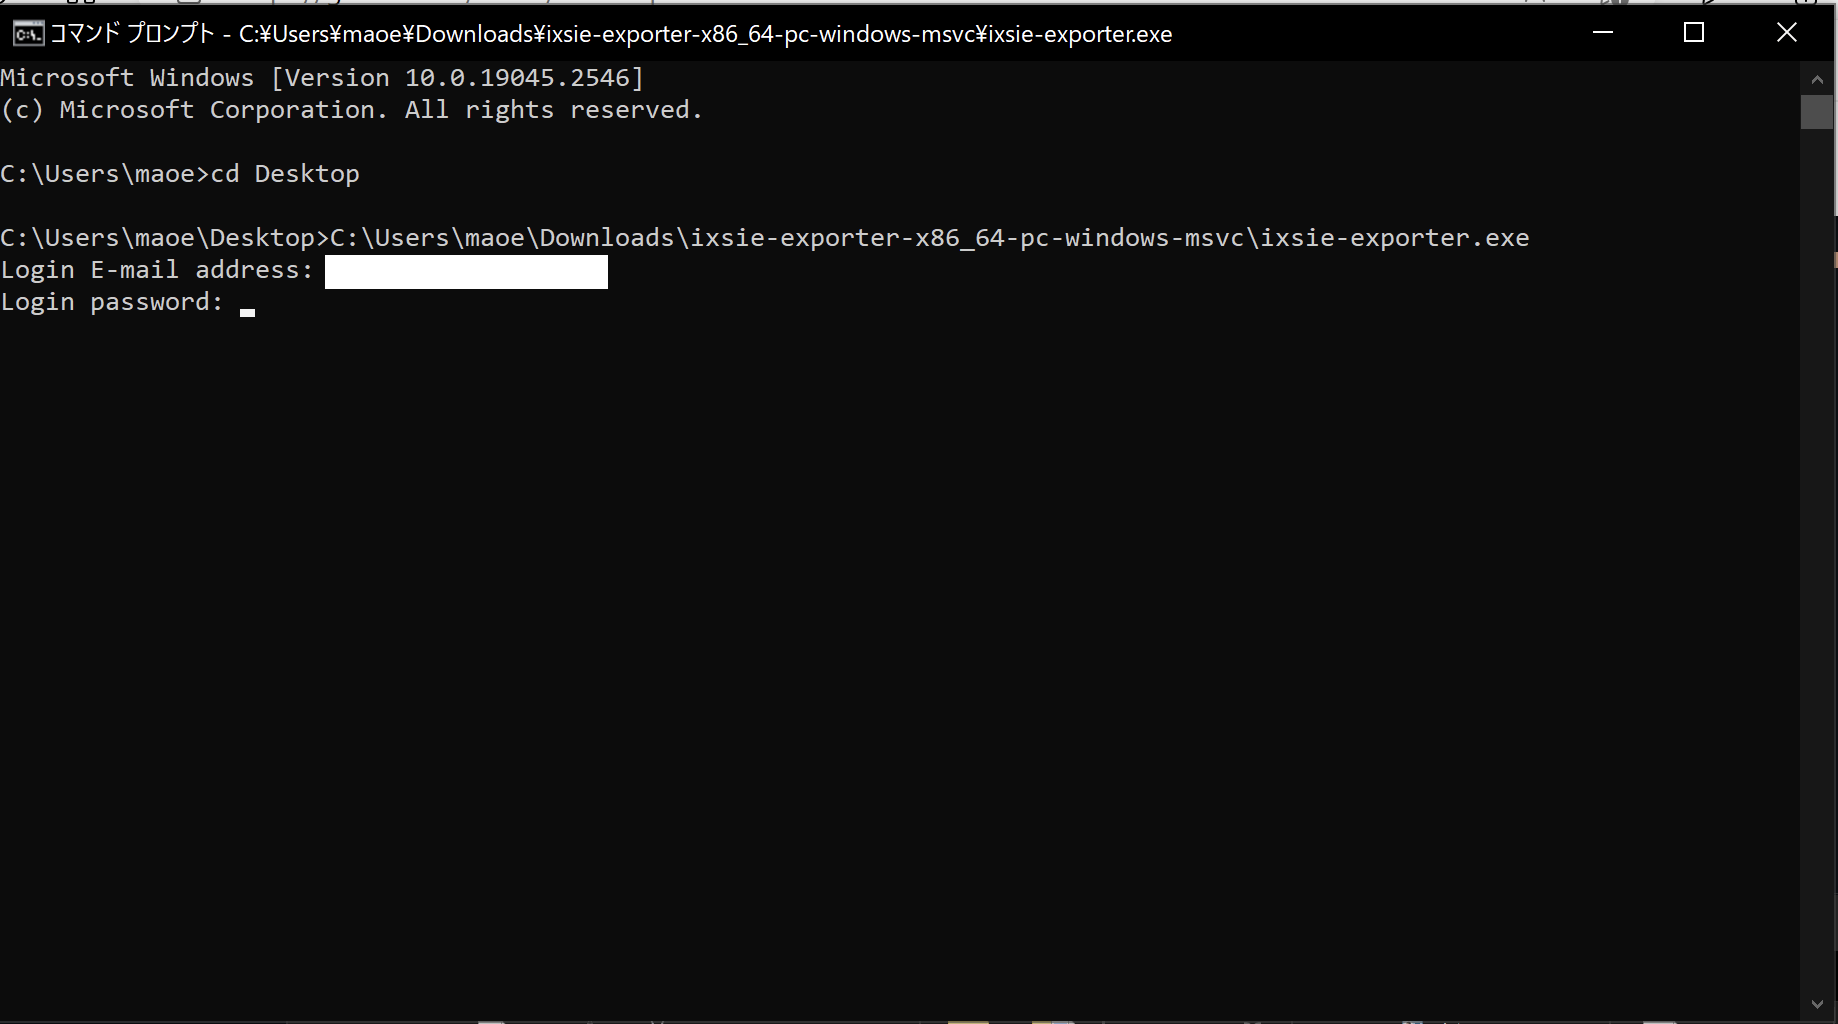 コマンド プロンプト - C:¥Users¥maoe¥Downloads¥ixsie-exporter-x86_64-pc-windows-msvc¥ixsie-exporter.exe
Microsoft Windows [Version 10.0.19045.2546]
(c) Microsoft Corporation. All rights reserved.
C:\Users\maoe>cd Desktop
C:\Users\maoe\Desktop>C:\Users\maoe\Downloads\ixsie-exporter-x86_64-pc-windows-msvc\ixsie-exporter.exe
Login E-mail address:
Login password: